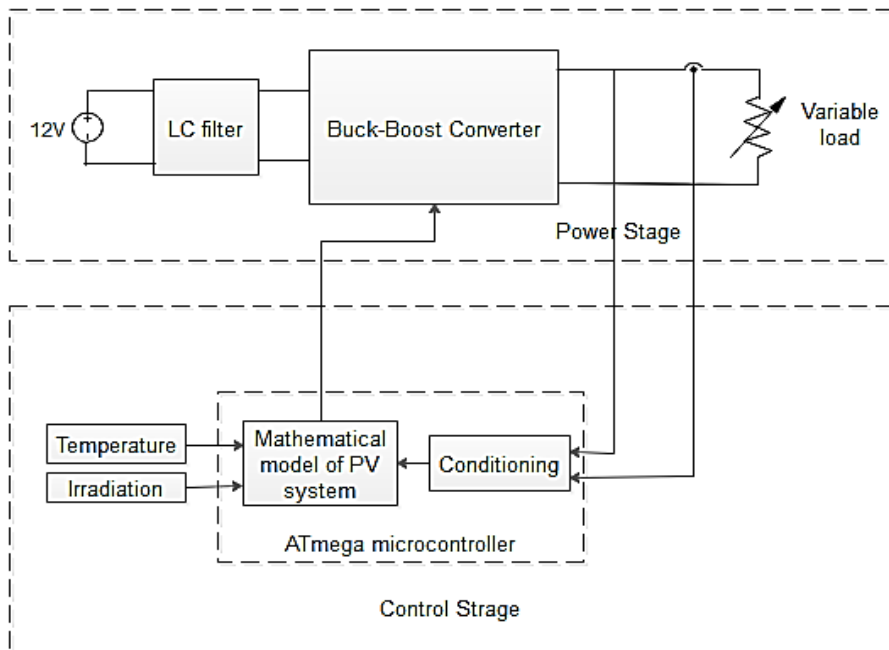 12V
LC filter
Buck-Boost Converter
Variable
load
Power Stage
Temperature
Irradiation
Mathematical
model of PV
system
Conditioning
ATmega microcontroller
Control Strage